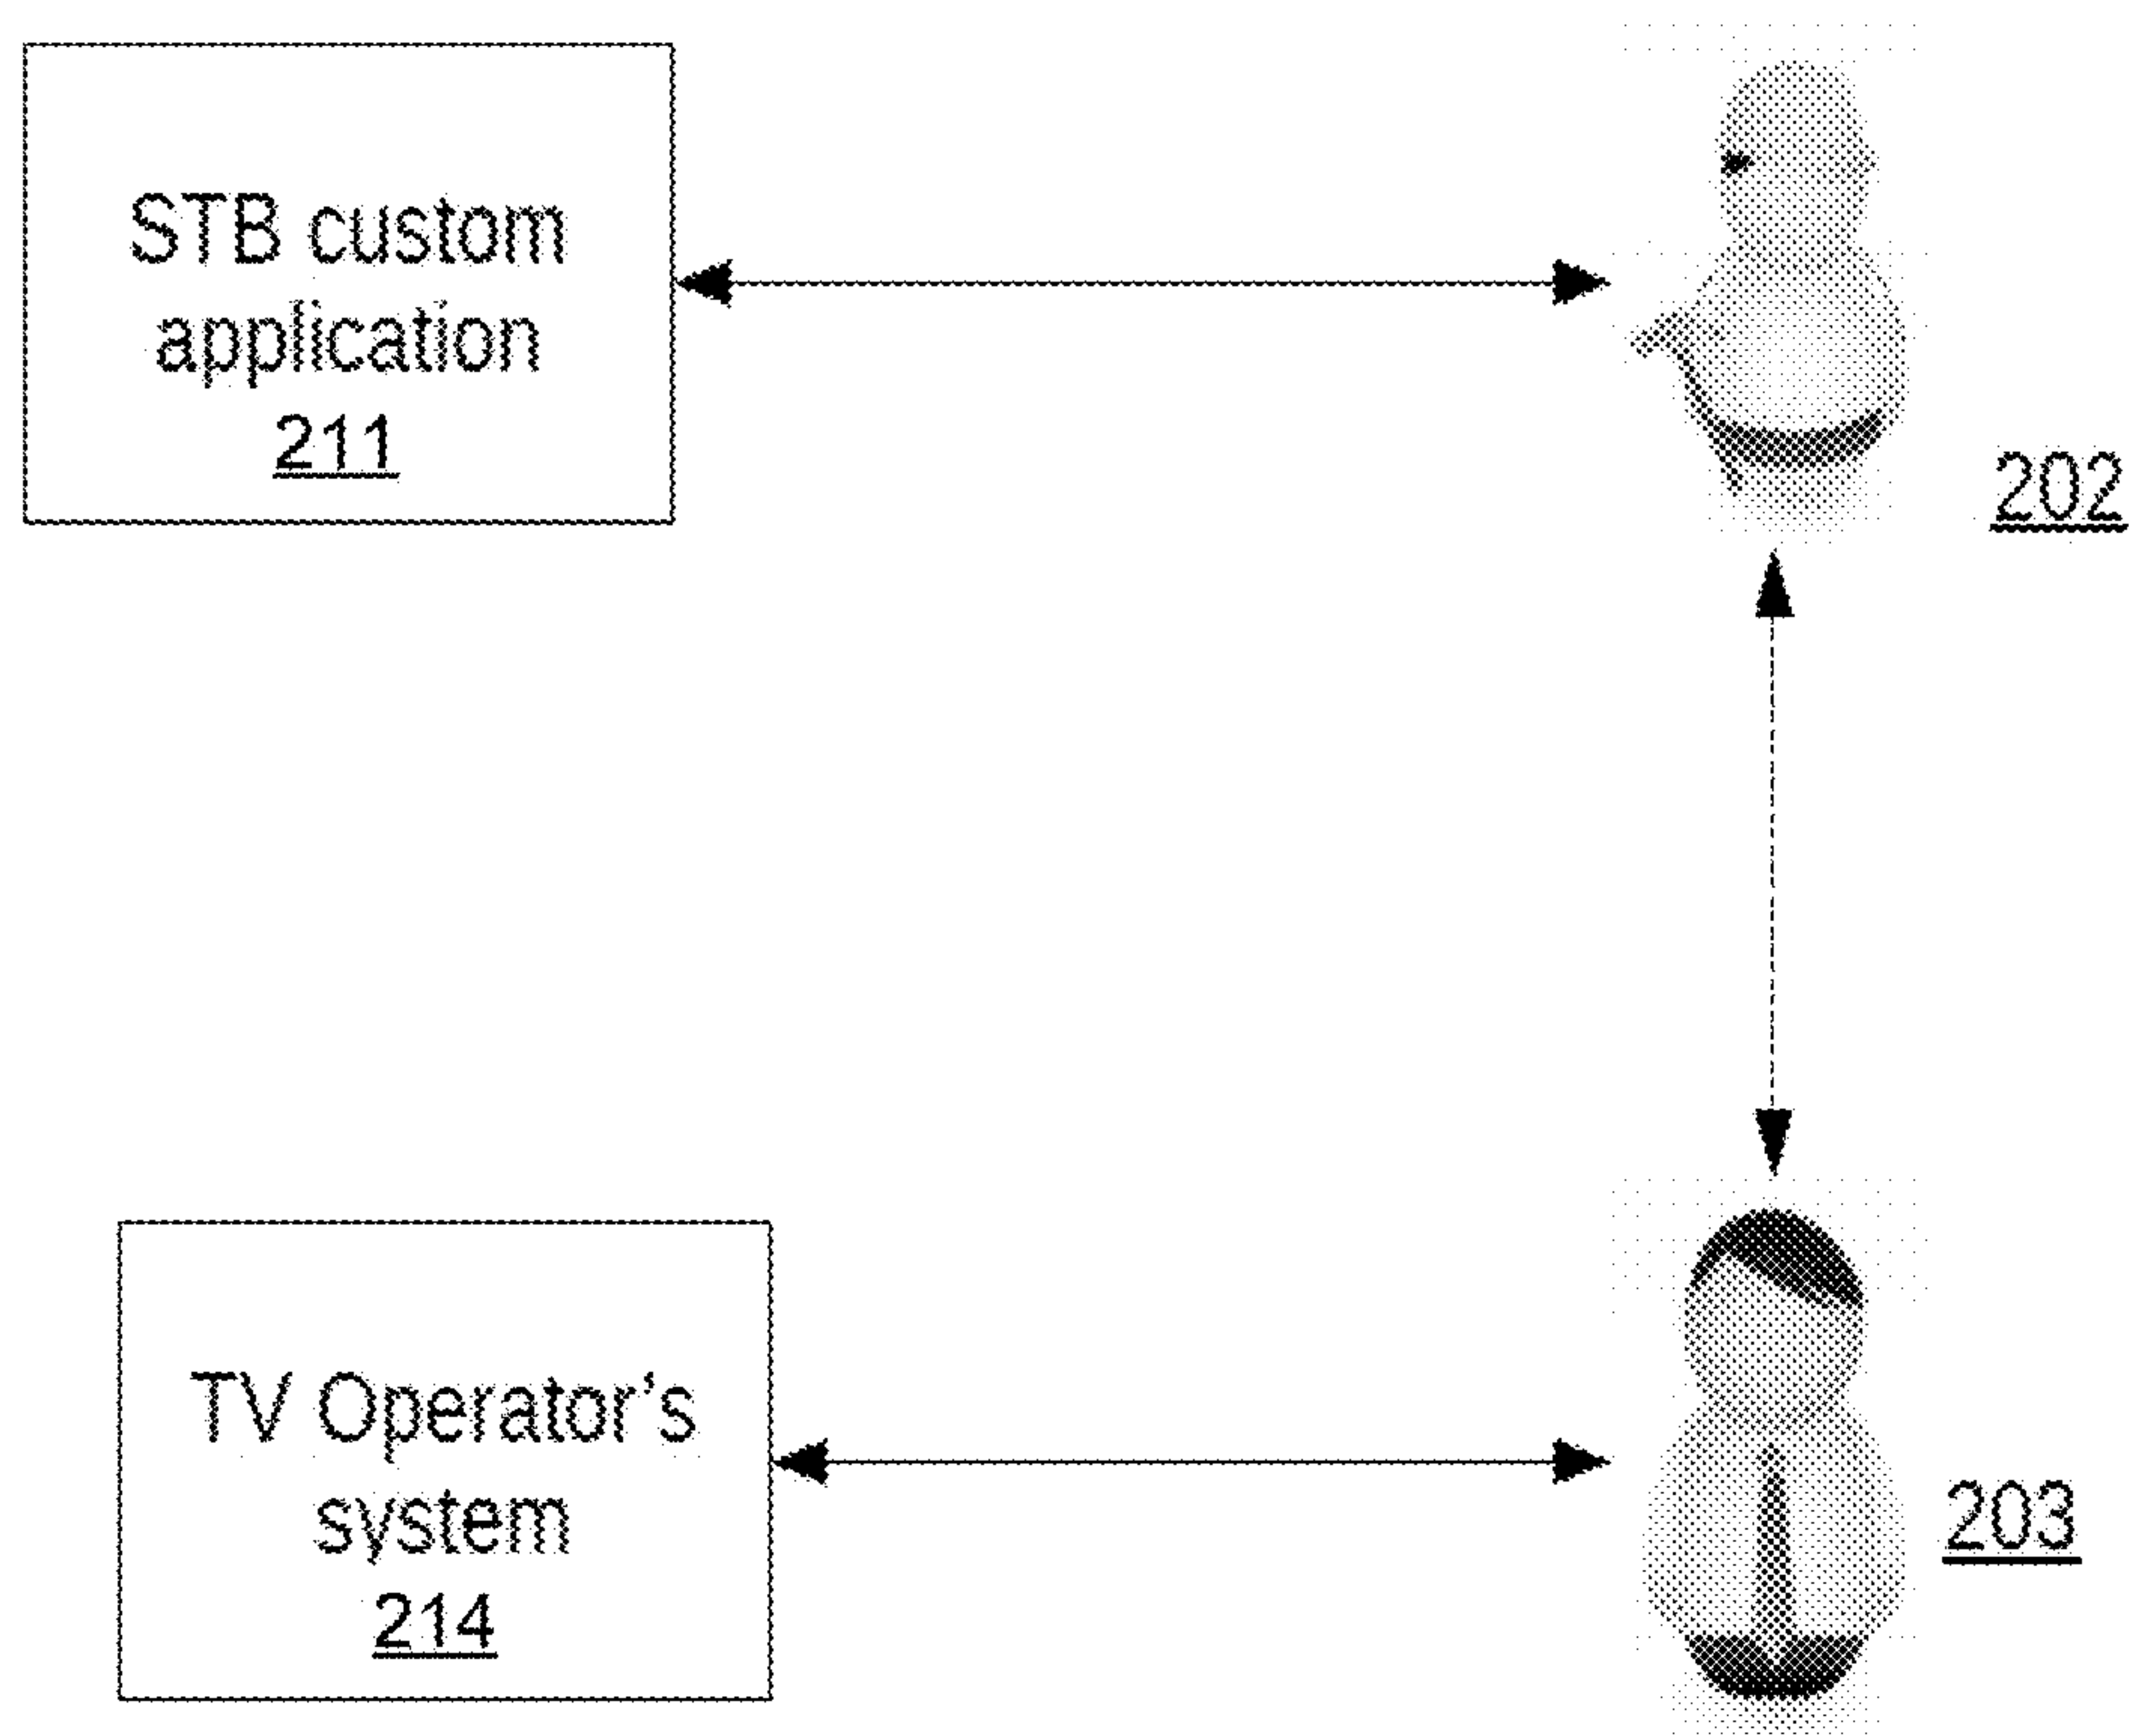 STB custom
application
211
202
TV Operator's
system
214
203